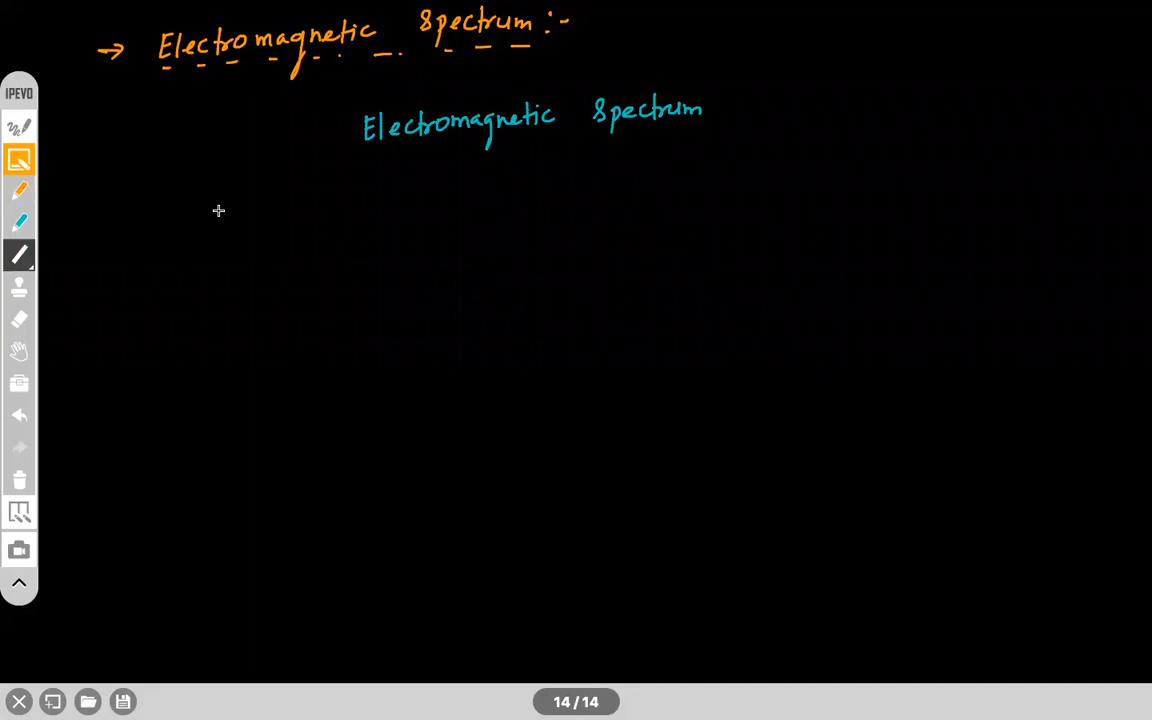 → Electromagnetic Spectrum :-
IPEVO
Electromagnetic Spectrum
14 / 14